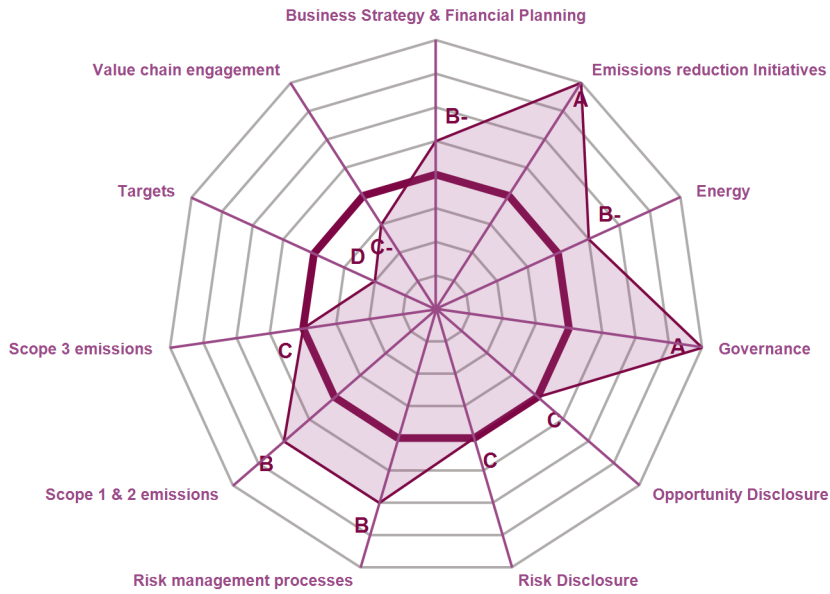 Business Strategy & Financial Planning
Value chain engagement
Emissions reduction Initiatives
A
B-
Targets
Energy
B-
D
C-
Scope 3 emissions
C
A
Governance
C
B
C
Scope 1 & 2 emissions
Opportunity Disclosure
B
Risk management processes
Risk Disclosure